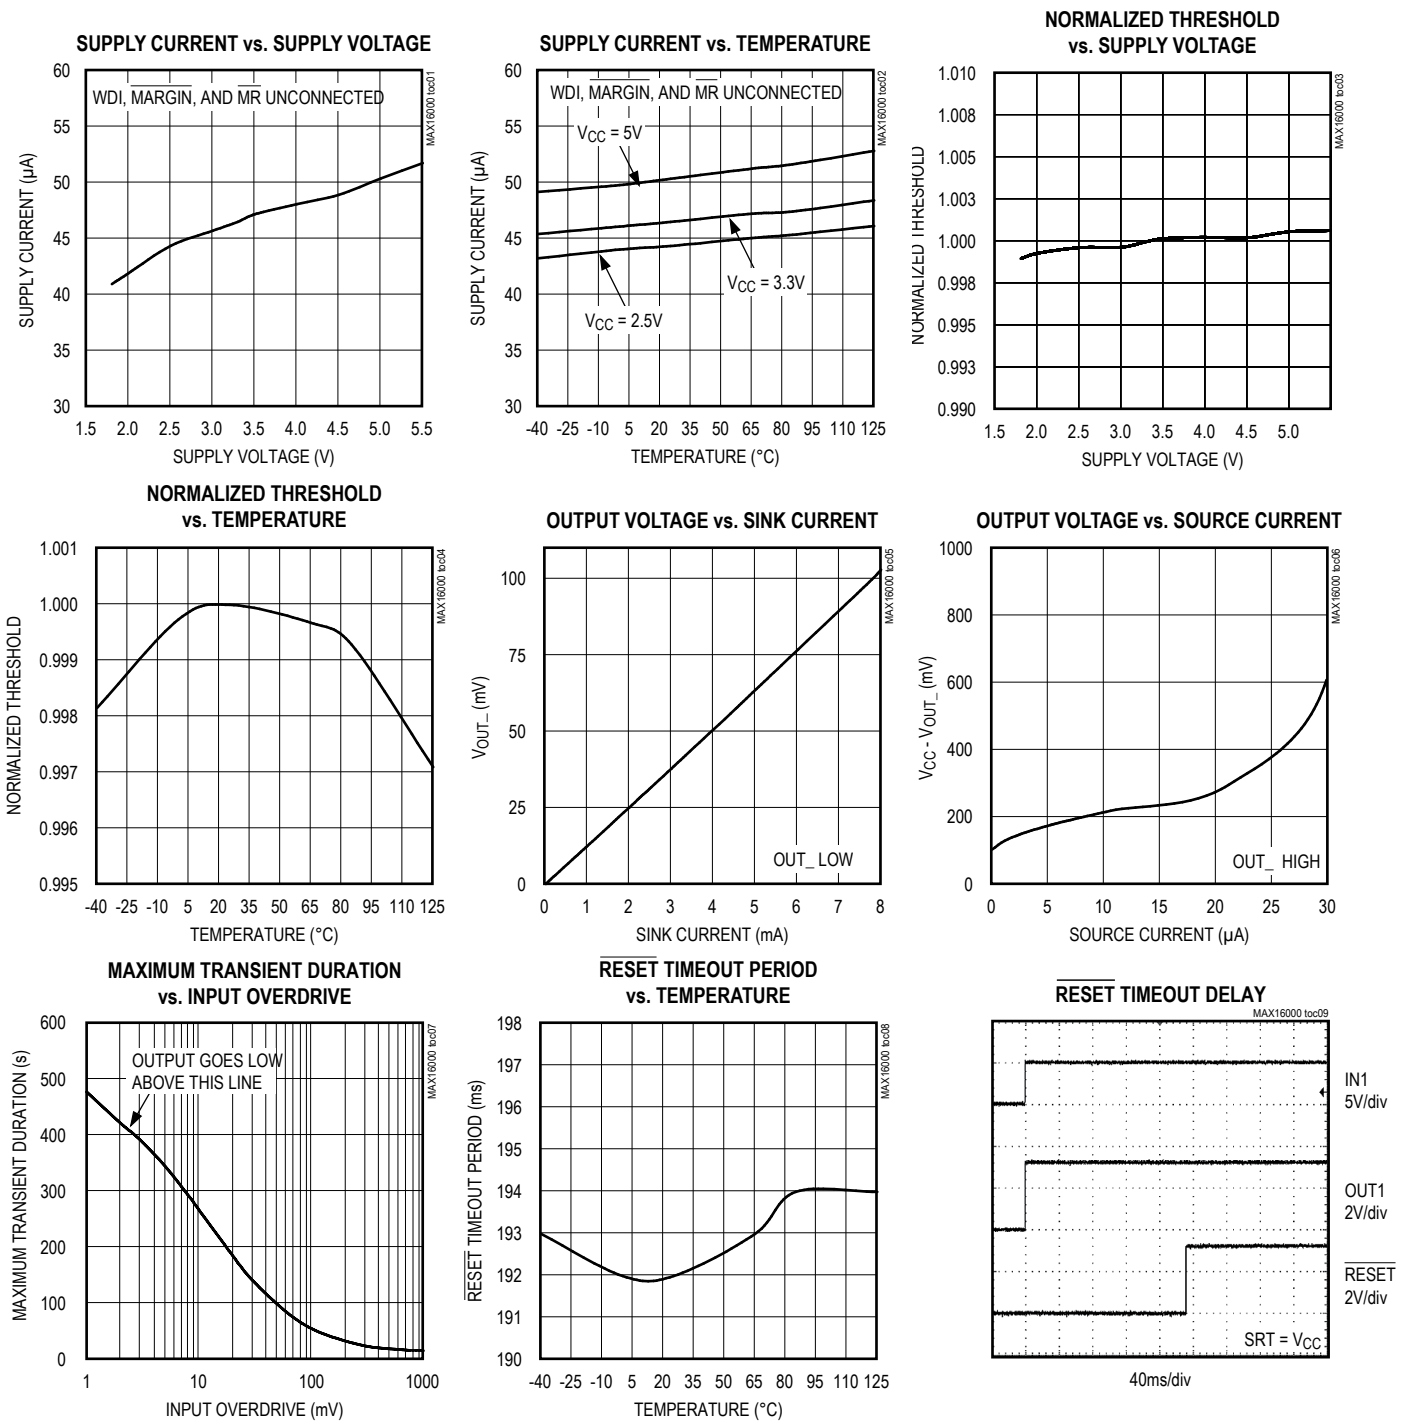 SUPPLY CURRENT vs. SUPPLY VOLTAGE
MAX16000 toc01
WDI, MARGIN, AND MR UNCONNECTED
SUPPLY CURRENT (µA)
60
55
50
45
40
35
30
1.5 2.0 2.5 3.0 3.5 4.0 4.5 5.0 5.5
SUPPLY VOLTAGE (V)
SUPPLY CURRENT vs. TEMPERATURE
MAX16000 toc02
WDI, MARGIN, AND MR UNCONNECTED
VCC = 5V
VCC = 3.3V
VCC = 2.5V
SUPPLY CURRENT (µA)
60
55
50
45
40
35
30
-40 -25 -10 5 20 35 50 65 80 95 110 125
TEMPERATURE (°C)
NORMALIZED THRESHOLD
vs. SUPPLY VOLTAGE
MAX16000 toc03
NORMALIZED THRESHOLD
1.010
1.008
1.005
1.003
1.000
0.998
0.995
0.993
0.990
1.5 2.0 2.5 3.0 3.5 4.0 4.5 5.0
SUPPLY VOLTAGE (V)
NORMALIZED THRESHOLD
vs. TEMPERATURE
MAX16000 toc04
NORMALIZED THRESHOLD
1.001
1.000
0.999
0.998
0.997
0.996
0.995
-40 -25 -10 5 20 35 50 65 80 95 110 125
TEMPERATURE (°C)
OUTPUT VOLTAGE vs. SINK CURRENT
MAX16000 toc05
VOUT_ (mV)
100
75
50
25
0
OUT_ LOW
0 1 2 3 4 5 6 7 8
SINK CURRENT (mA)
OUTPUT VOLTAGE vs. SOURCE CURRENT
MAX16000 toc06
VCC - VOUT_ (mV)
1000
800
600
400
200
0
OUT_ HIGH
0 5 10 15 20 25 30
SOURCE CURRENT (µA)
MAXIMUM TRANSIENT DURATION
vs. INPUT OVERDRIVE
MAX16000 toc07
OUTPUT GOES LOW
ABOVE THIS LINE
MAXIMUM TRANSIENT DURATION (s)
600
500
400
300
200
100
0
1 10 100 1000
INPUT OVERDRIVE (mV)
RESET TIMEOUT PERIOD
vs. TEMPERATURE
MAX16000 toc08
RESET TIMEOUT PERIOD (ms)
198
197
196
195
194
193
192
191
190
-40 -25 -10 5 20 35 50 65 80 95 110 125
TEMPERATURE (°C)
RESET TIMEOUT DELAY
MAX16000 toc09
IN1
5V/div
OUT1
2V/div
RESET
2V/div
SRT = VCC
40ms/div